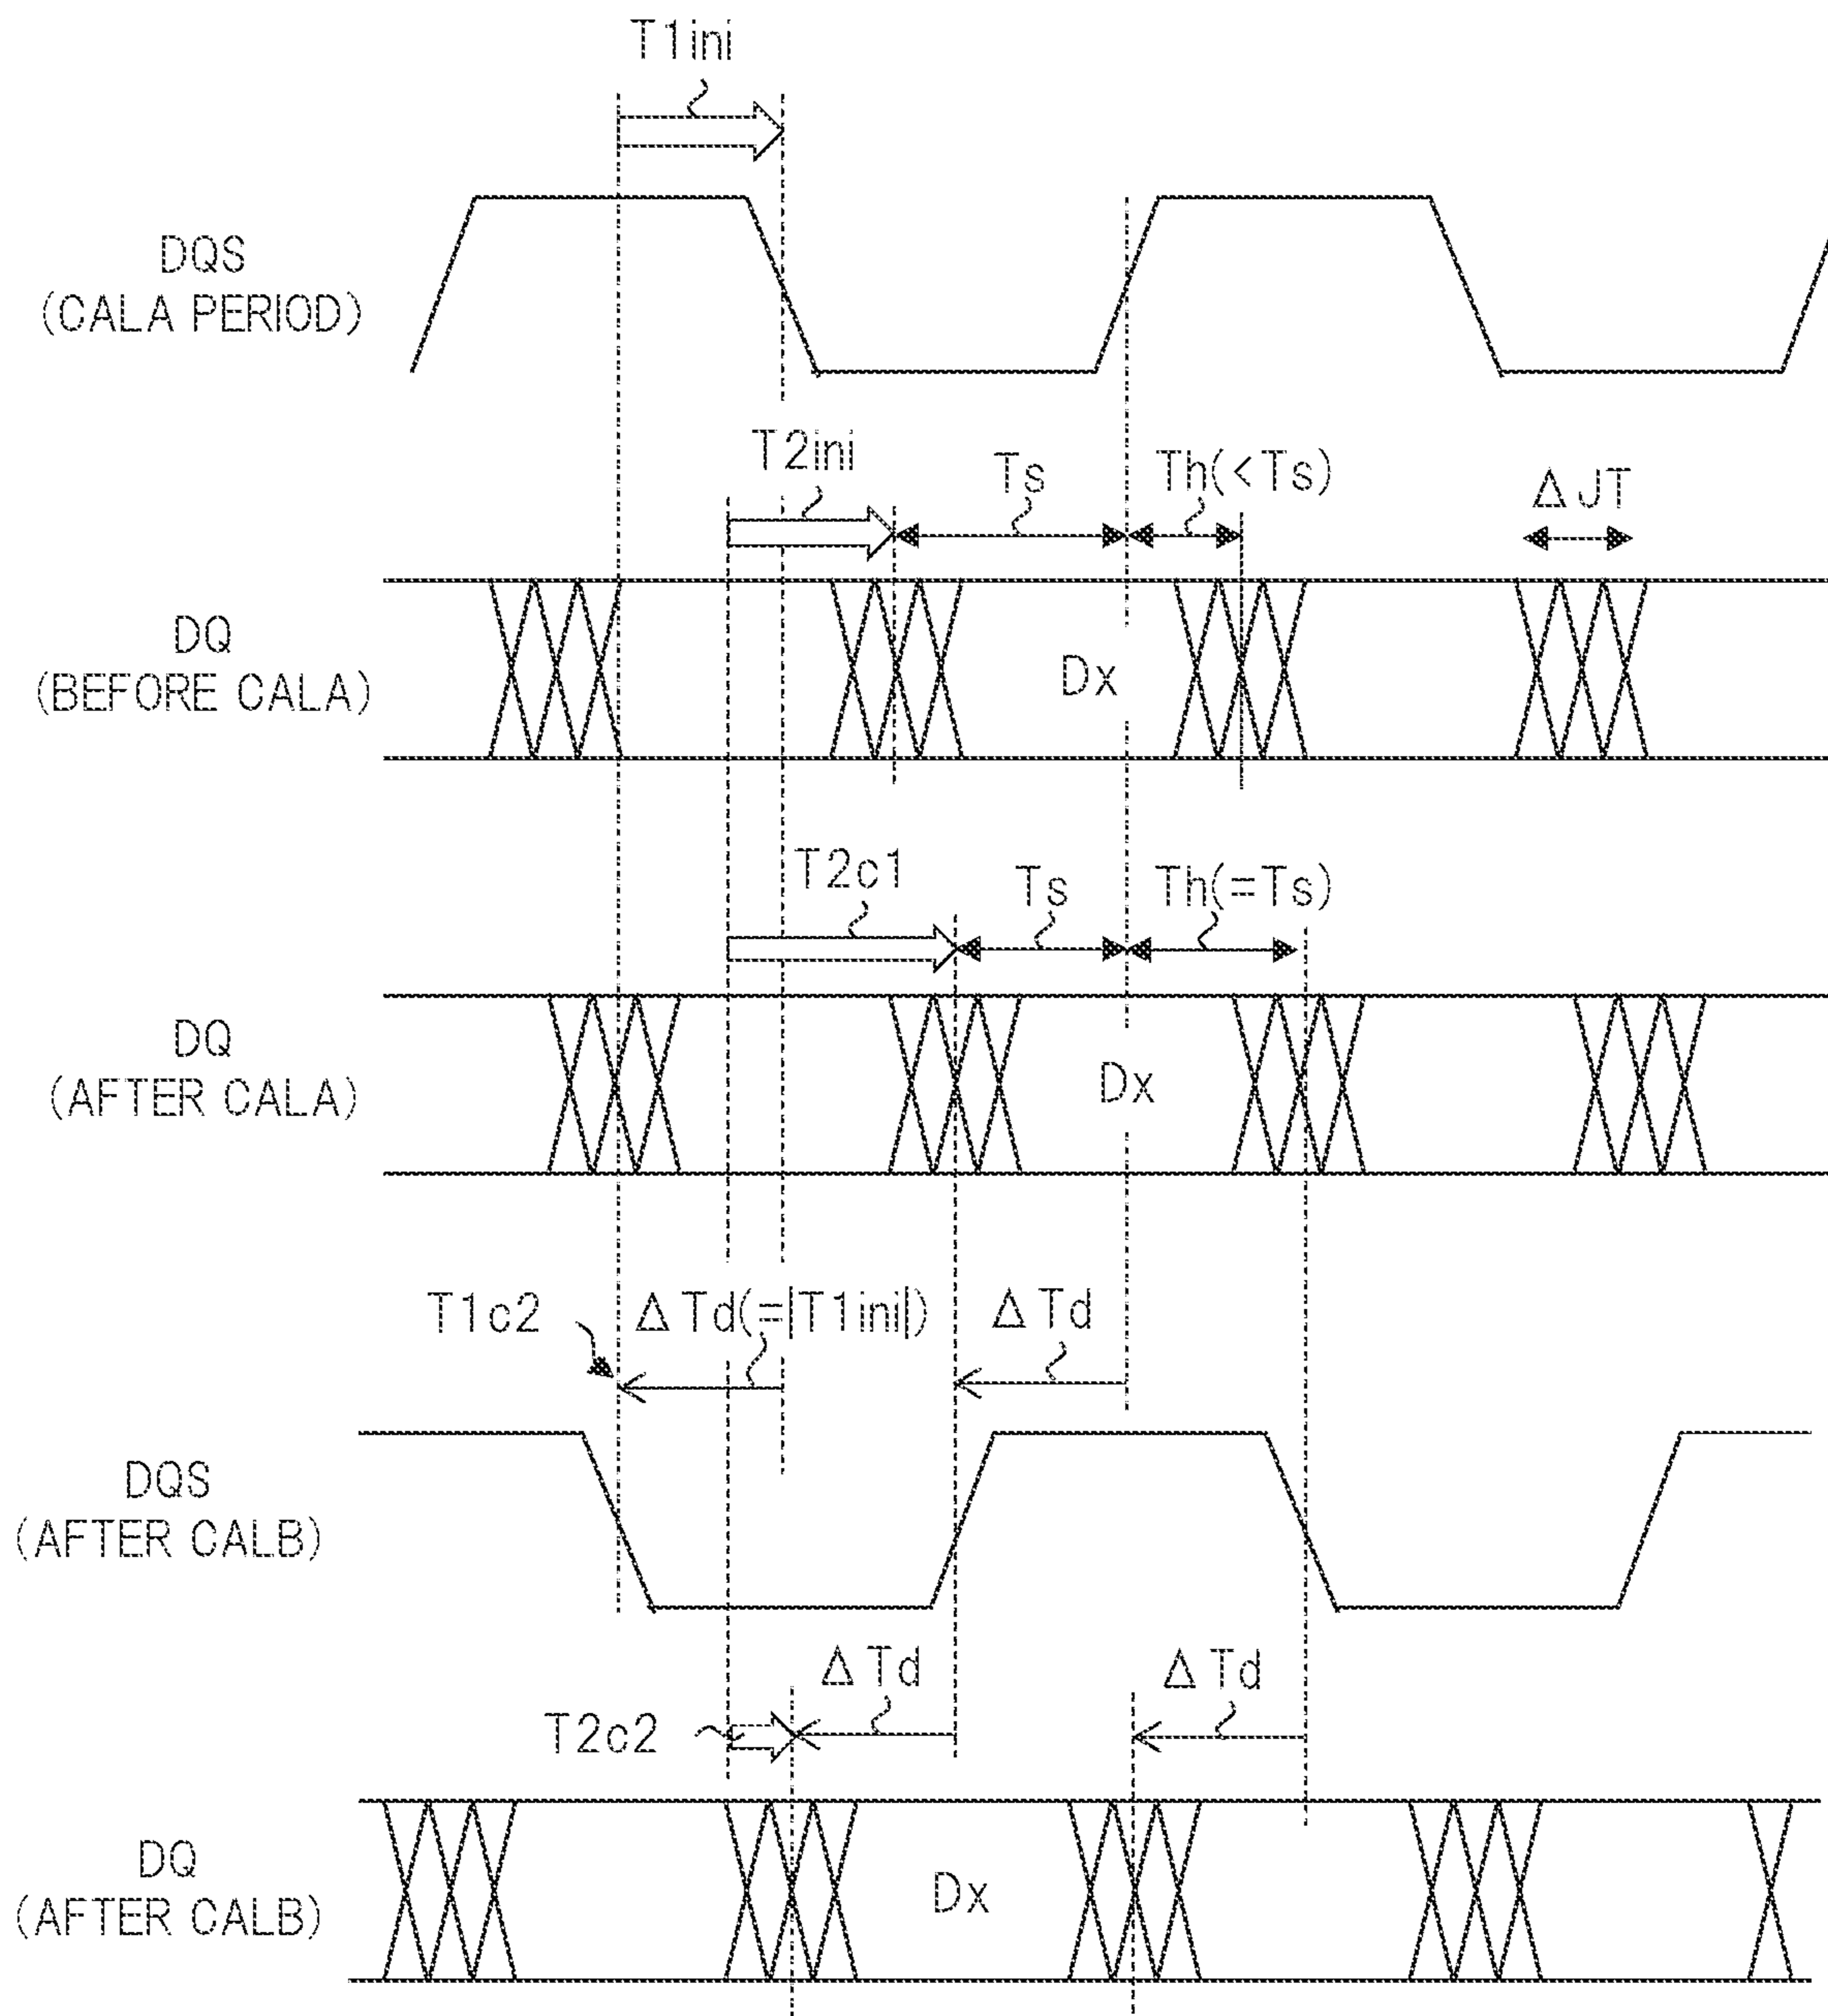 T1ini
DQS
(CALA PERIOD)
T2ini
Ts
Th(<Ts)
ΔJT
DQ
(BEFORE CALA)
Dx
T2c1
Ts
Th(=Ts)
DQ
(AFTER CALA)
Dx
T1c2
ΔTd(=|T1ini|)
ΔTd
DQS
(AFTER CALB)
ΔTd
ΔTd
T2c2
DQ
(AFTER CALB)
Dx